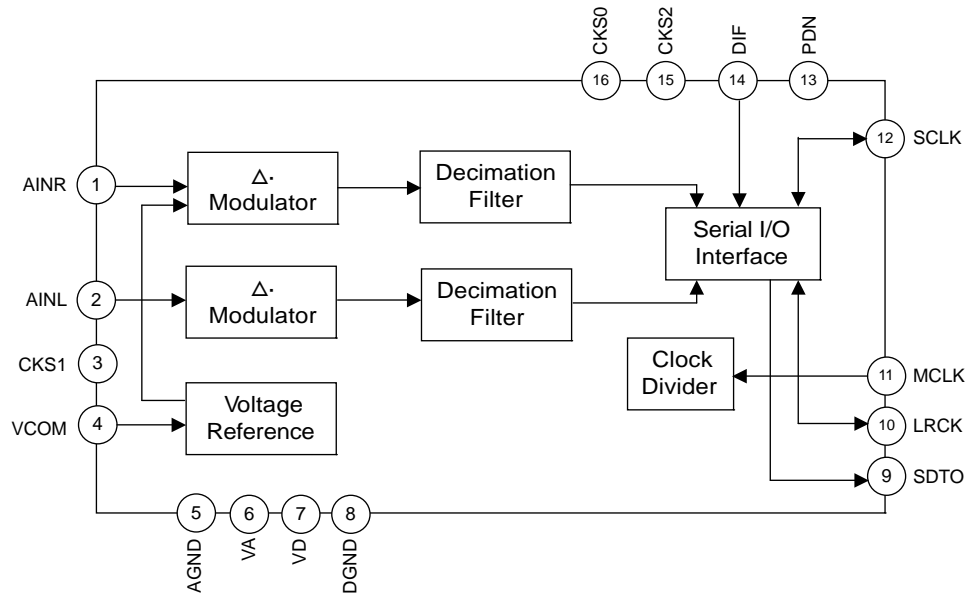 CKS0
CKS2
DIF
PDN
16
15
14
13
12
SCLK
AINR
1
Δ·
Modulator
Decimation
Filter
Serial I/O
Interface
AINL
2
Δ·
Modulator
Decimation
Filter
CKS1
3
Clock
Divider
11
MCLK
VCOM
4
Voltage
Reference
10
LRCK
9
SDTO
5
6
7
8
AGND
VA
VD
DGND